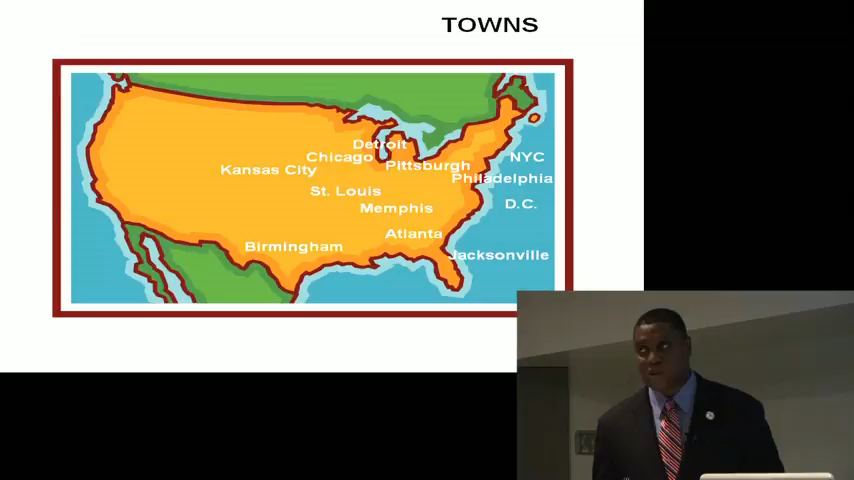 TOWNS
Detroit
Chicago
NYC
Kansas City
Pittsburgh
Philadelphia
St. Louis
Memphis
D.C.
Atlanta
Birmingham
Jacksonville